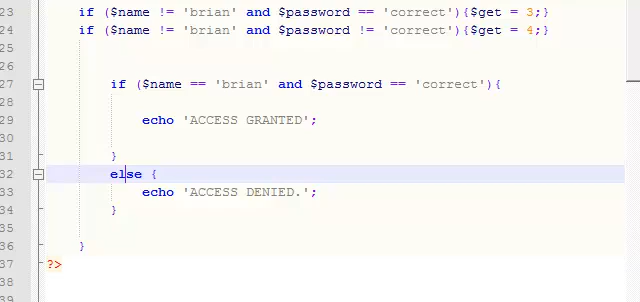 23 if ($name != 'brian' and $password == 'correct'){$get = 3;}
24 if ($name != 'brian' and $password != 'correct'){$get = 4;}
25
26
27 if ($name == 'brian' and $password == 'correct'){
28
29 echo 'ACCESS GRANTED';
30
31 }
32 else {
33 echo 'ACCESS DENIED.';
34 }
35
36 }
37 ?>
38
39